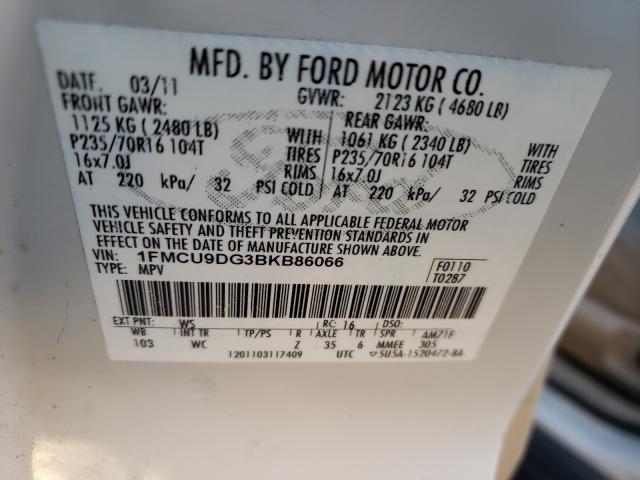 MFD. BY FORD MOTOR CO.
DATE: 03/11 GVWR: 2123 KG ( 4680 LB)
FRONT GAWR: REAR GAWR:
1125 KG ( 2480 LB) WITH 1061 KG ( 2340 LB) WITH
P235/70R16 104T TIRES P235/70R16 104T TIRES
16x7.0J RIMS 16x7.0J RIMS
AT 220 kPa/ 32 PSI COLD AT 220 kPa/ 32 PSI COLD
THIS VEHICLE CONFORMS TO ALL APPLICABLE FEDERAL MOTOR
VEHICLE SAFETY AND THEFT PREVENTION STANDARDS IN
EFFECT ON THE DATE OF MANUFACTURE SHOWN ABOVE.
VIN: 1FMCU9DG3BKB86066 F0110
TYPE: MPV T0287
EXT PNT: WS RC: 16 DSO:
WB INT TR TP/PS R AXLE TR SPR AM71F
103 WC Z 35 6 MMEE 305
1201103117409 UTC 5U5A-1520472-BA